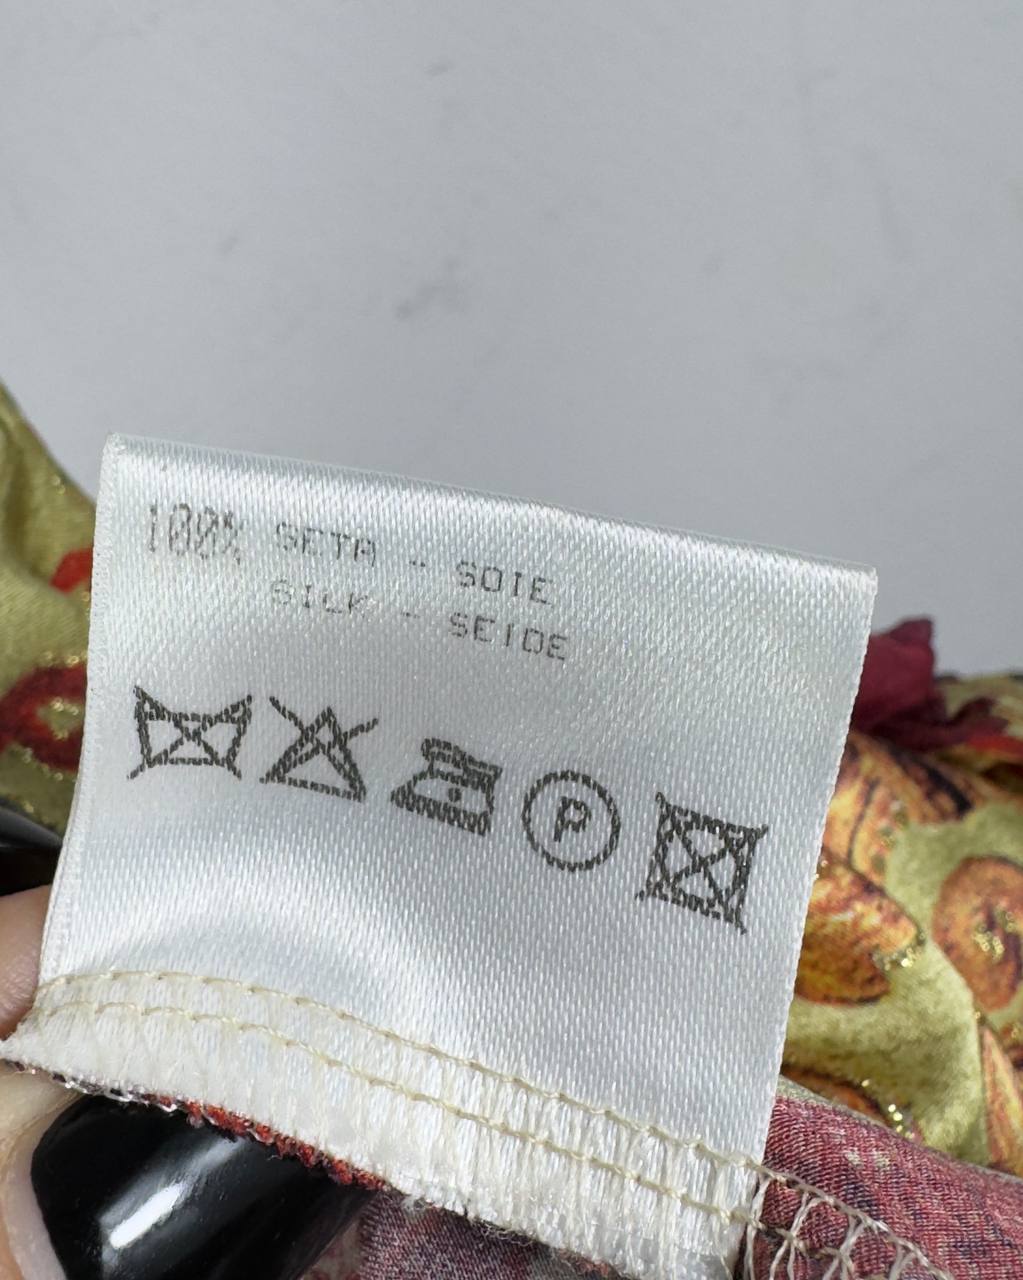 100% SETA - SOIE
SILK - SEIDE
P